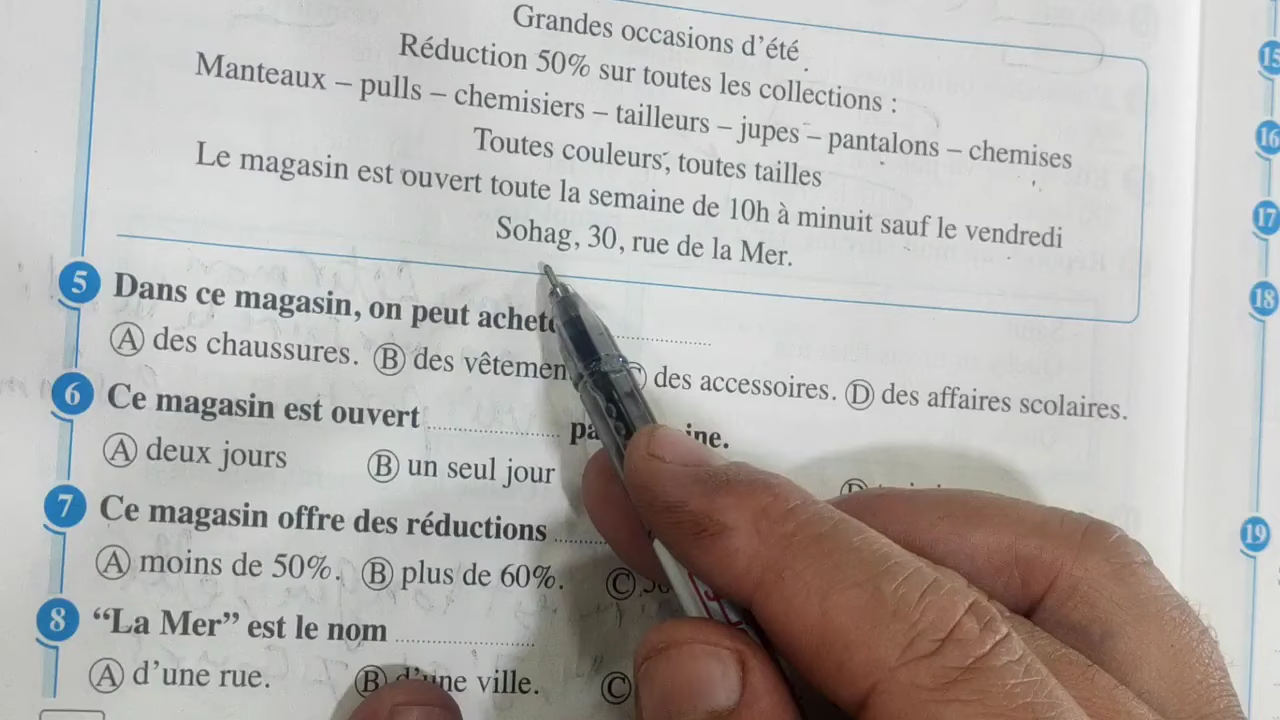 Grandes occasions d'été
Réduction 50% sur toutes les collections :
Manteaux – pulls – chemisiers – tailleurs – jupes – pantalons – chemises
Toutes couleurs, toutes tailles
Le magasin est ouvert toute la semaine de 10h à minuit sauf le vendredi
Sohag, 30, rue de la Mer.
5 Dans ce magasin, on peut ..............
A des chaussures. B des C des accessoires. D des affaires scolaires.
6 Ce magasin est ouvert ..............
A deux jours B un seul jour D
7 Ce magasin offre des réductions ........
A moins de 50%. B plus de 60%. C
8 “La Mer” est le nom ..............
A d'une rue. B d'une ville. C
15
16
17
18
19